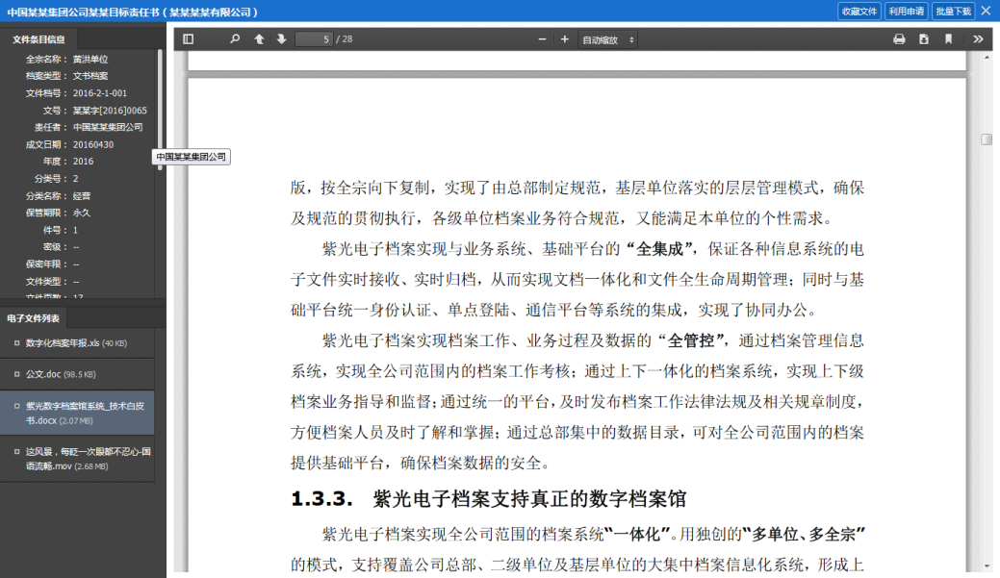 中国某某集团公司某某目标责任书（某某某某有限公司）
收藏文件 利用申请 批量下载
文件条目信息
5 / 28
自动缩放
全宗名称： 黄洪单位
档案类型： 文书档案
文件档号： 2016-2-1-001
文号： 某某字[2016]0065
责任者： 中国某某集团公司
成文日期： 20160430
中国某某集团公司
年度： 2016
分类号： 2
分类名称： 经营
保管期限： 永久
件号： 1
密级： --
保密年限： --
文件类型： --
文件页数： 17
电子文件列表
数字化档案年报.xls (40 KB)
公文.doc (98.5 KB)
紫光数字档案馆系统_技术白皮
书.docx (2.07 MB)
这风景，每眨一次眼都不忍心-国
语流畅.mov (2.68 MB)
版，按全宗向下复制，实现了由总部制定规范，基层单位落实的层层管理模式，确保
及规范的贯彻执行，各级单位档案业务符合规范，又能满足本单位的个性需求。
紫光电子档案实现与业务系统、基础平台的“全集成”，保证各种信息系统的电
子文件实时接收、实时归档，从而实现文档一体化和文件全生命周期管理；同时与基
础平台统一身份认证、单点登陆、通信平台等系统的集成，实现了协同办公。
紫光电子档案实现档案工作、业务过程及数据的“全管控”，通过档案管理信息
系统，实现全公司范围内的档案工作考核；通过上下一体化的档案系统，实现上下级
档案业务指导和监督；通过统一的平台，及时发布档案工作法律法规及相关规章制度，
方便档案人员及时了解和掌握；通过总部集中的数据目录，可对全公司范围内的档案
提供基础平台，确保档案数据的安全。
1.3.3. 紫光电子档案支持真正的数字档案馆
紫光电子档案实现全公司范围的档案系统“一体化”。用独创的“多单位、多全宗”
的模式，支持覆盖公司总部、二级单位及基层单位的大集中档案信息化系统，形成上